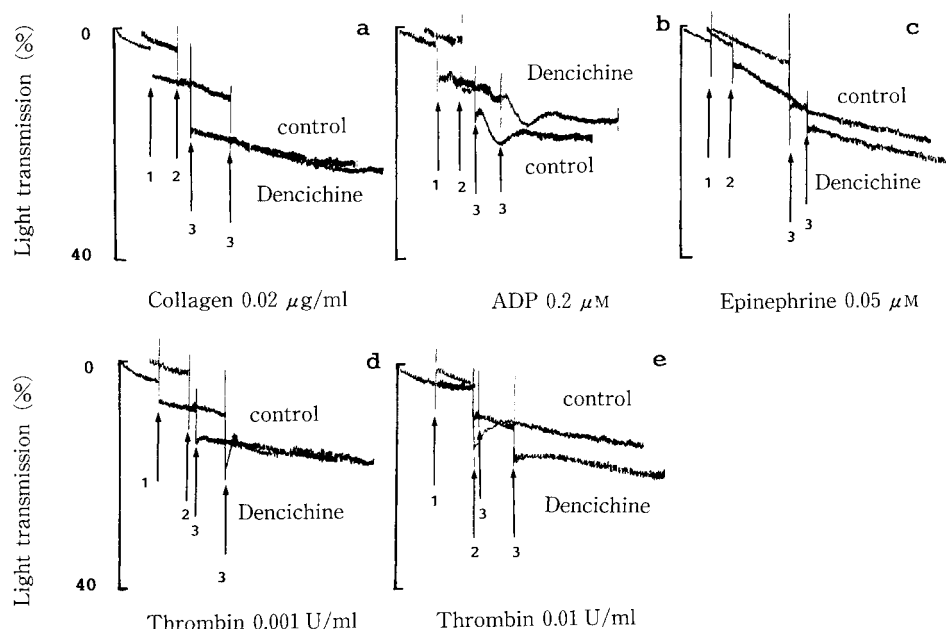 Light transmission (%)
0
40
a
control
Dencichine
1
2
3
3
Collagen 0.02 μg/ml
b
Dencichine
control
1
2
3
3
ADP 0.2 μM
c
control
Dencichine
1
2
3
3
Epinephrine 0.05 μM
Light transmission (%)
0
40
d
control
Dencichine
1
2
3
3
Thrombin 0.001 U/ml
e
control
Dencichine
1
2
3
3
Thrombin 0.01 U/ml